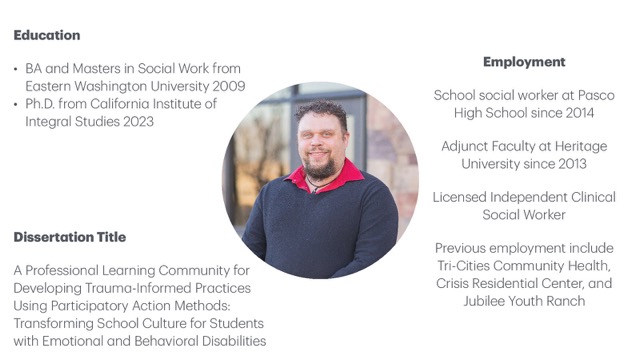 Education
• BA and Masters in Social Work from
Eastern Washington University 2009
• Ph.D. from California Institute of
Integral Studies 2023
Dissertation Title
A Professional Learning Community for
Developing Trauma-Informed Practices
Using Participatory Action Methods:
Transforming School Culture for Students
with Emotional and Behavioral Disabilities
Employment
School social worker at Pasco
High School since 2014
Adjunct Faculty at Heritage
University since 2013
Licensed Independent Clinical
Social Worker
Previous employment include
Tri-Cities Community Health,
Crisis Residential Center, and
Jubilee Youth Ranch